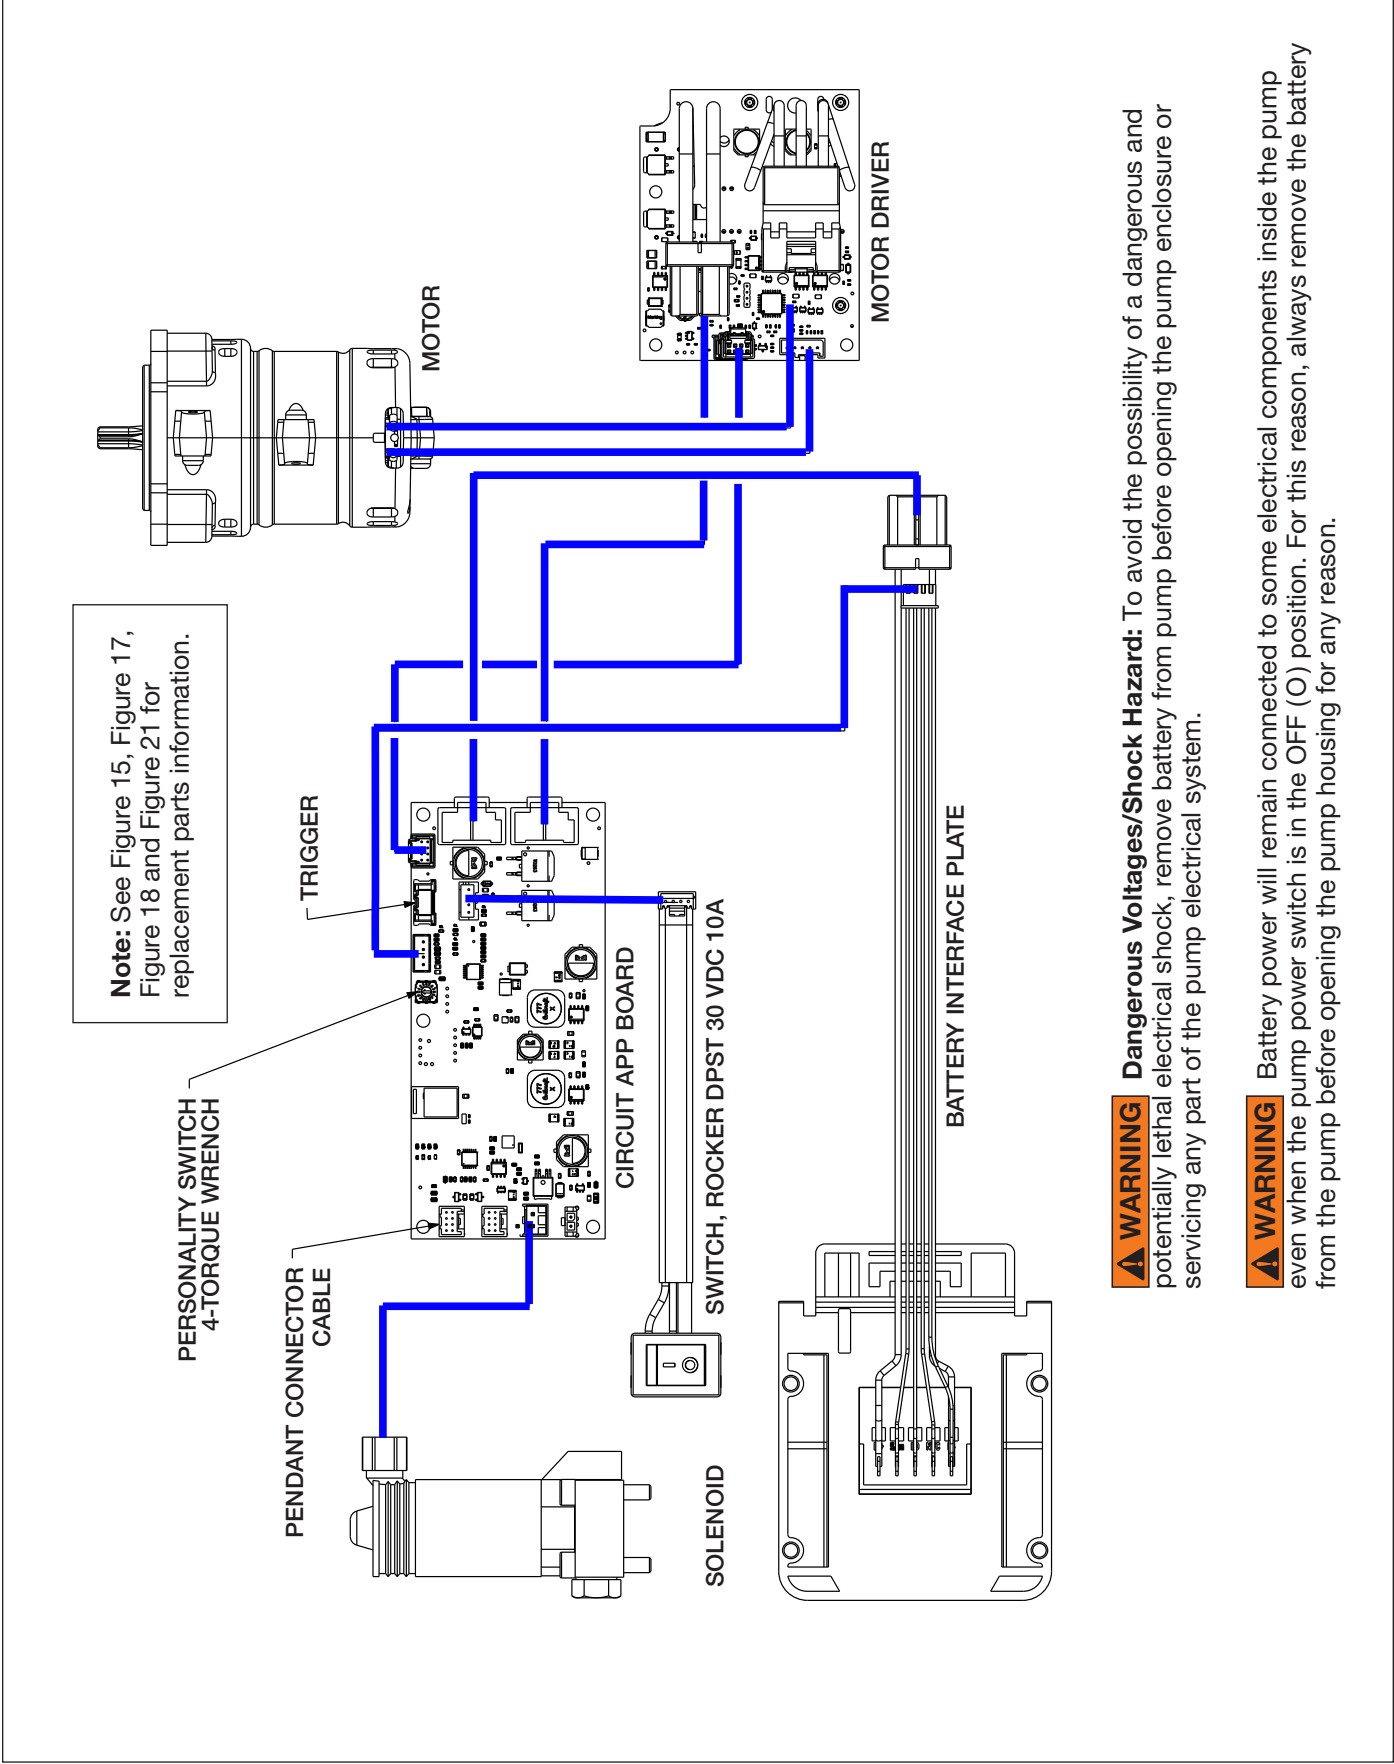 Note: See Figure 15, Figure 17,
Figure 18 and Figure 21 for
replacement parts information.
MOTOR
MOTOR DRIVER
TRIGGER
PERSONALITY SWITCH
4-TORQUE WRENCH
PENDANT CONNECTOR
CABLE
CIRCUIT APP BOARD
SWITCH, ROCKER DPST 30 VDC 10A
SOLENOID
BATTERY INTERFACE PLATE
WARNING Dangerous Voltages/Shock Hazard: To avoid the possibility of a dangerous and
potentially lethal electrical shock, remove battery from pump before opening the pump enclosure or
servicing any part of the pump electrical system.
WARNING Battery power will remain connected to some electrical components inside the pump
even when the pump power switch is in the OFF (O) position. For this reason, always remove the battery
from the pump before opening the pump housing for any reason.